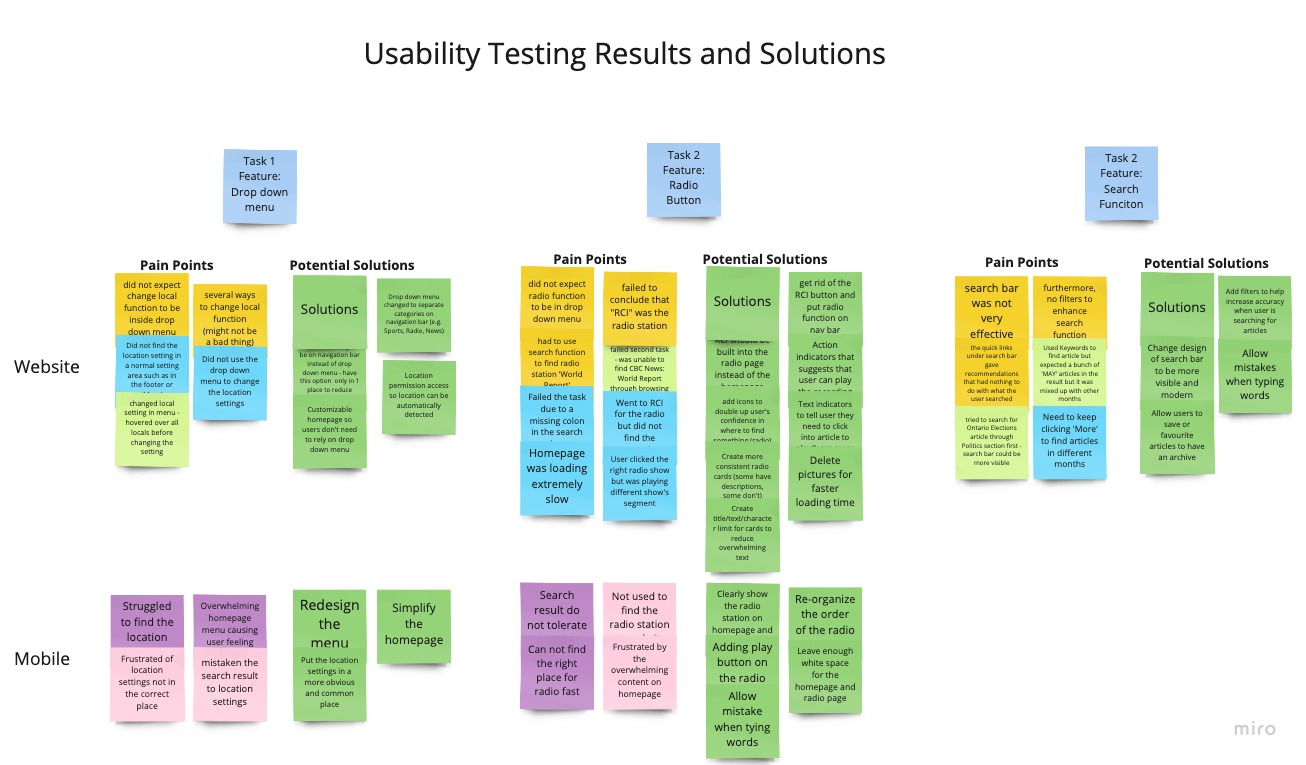 Usability Testing Results and Solutions
Task 1
Feature:
Drop down
menu
Task 2
Feature:
Radio
Button
Task 2
Feature:
Search
Funciton
Website
Pain Points
did not expect
change local
function to be
inside drop
down menu
several ways
to change local
function
(might not be
a bad thing)
Did not find the
location setting in
a normal setting
area such as in
the footer or
Did not use the
drop down
menu to change
the location
settings
changed local
setting in menu -
hovered over all
locals before
changing the
setting
Potential Solutions
Solutions
Drop down menu
changed to separate
categories on
navigation bar (e.g.
Sports, Radio, News)
be on navigation bar
instead of drop
down menu - have
this option only in 1
place to reduce
Location
permission access
so location can be
automatically
detected
Customizable
homepage so
users don't need
to rely on drop
down menu
Pain Points
did not expect
radio function
to be in drop
down menu
failed to
conclude that
"RCI" was the
radio station
had to use
search function
to find radio
station 'World
Report'
failed second task
- was unable to
find CBC News:
World Report
through browsing
Failed the task
due to a
missing colon
in the search
Went to RCI
for the radio
but did not
find the
Homepage
was loading
extremely
slow
User clicked the
right radio show
but was playing
different show's
segment
Potential Solutions
Solutions
get rid of the
RCI button and
put radio
function on
nav bar
RCI should be
built into the
radio page
instead of the
homepage
Action
indicators that
suggests that
user can play
add icons to
double up user's
confidence in
where to find
something (radio)
Text indicators
to tell user they
need to click
into article to
Create more
consistent radio
cards (some have
descriptions,
some don't)
Delete
pictures for
faster
loading time
Create
title/text/characte
r limit for cards to
reduce
overwhelming
text
Pain Points
search bar
was not
very
effective
furthermore,
no filters to
enhance
search
function
the quick links
under search bar
gave
recommendations
that had nothing to
do with what the
user searched
Used Keywords to
find article but
expected a bunch of
'MAY' articles in the
result but it was
mixed up with other
months
tried to search for
Ontario Elections
article through
Politics section first -
search bar could be
more visible
Need to keep
clicking 'More'
to find articles
in different
months
Potential Solutions
Solutions
Add filters to help
increase accuracy
when user is
searching for
articles
Change design
of search bar
to be more
visible and
modern
Allow
mistakes
when typing
words
Allow users to
save or
favourite
articles to have
an archive
Mobile
Struggled
to find the
location
Overwhelming
homepage
menu causing
user feeling
Frustrated of
location
settings not in
the correct
place
mistaken the
search result
to location
settings
Redesign
the
menu
Simplify
the
homepage
Put the location
settings in a
more obvious
and common
place
Search
result do
not tolerate
Not used to
find the
radio station
Can not find
the right
place for
radio fast
Frustrated by
the
overwhelming
content on
homepage
Clearly show
the radio
station on
homepage and
Re-organize
the order
of the radio
Adding play
button on
the radio
Leave enough
white space
for the
homepage and
radio page
Allow
mistake
when tying
words
miro